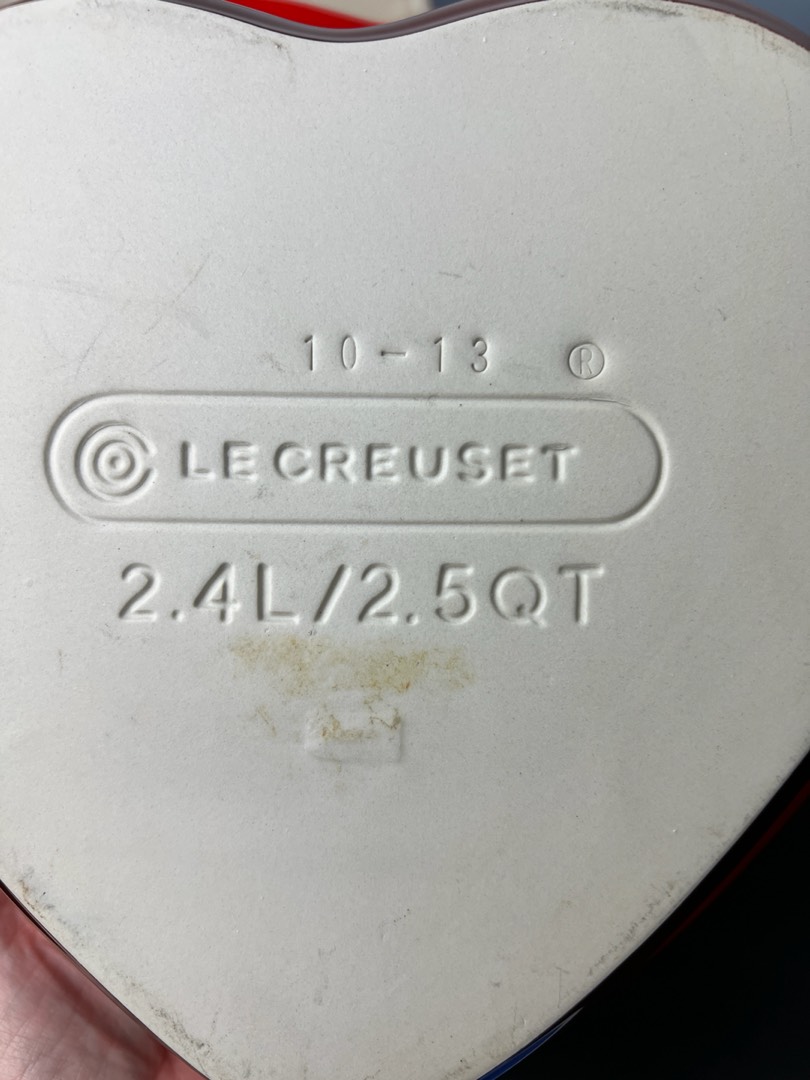 10-13 ®
LE CREUSET
2.4L/2.5QT